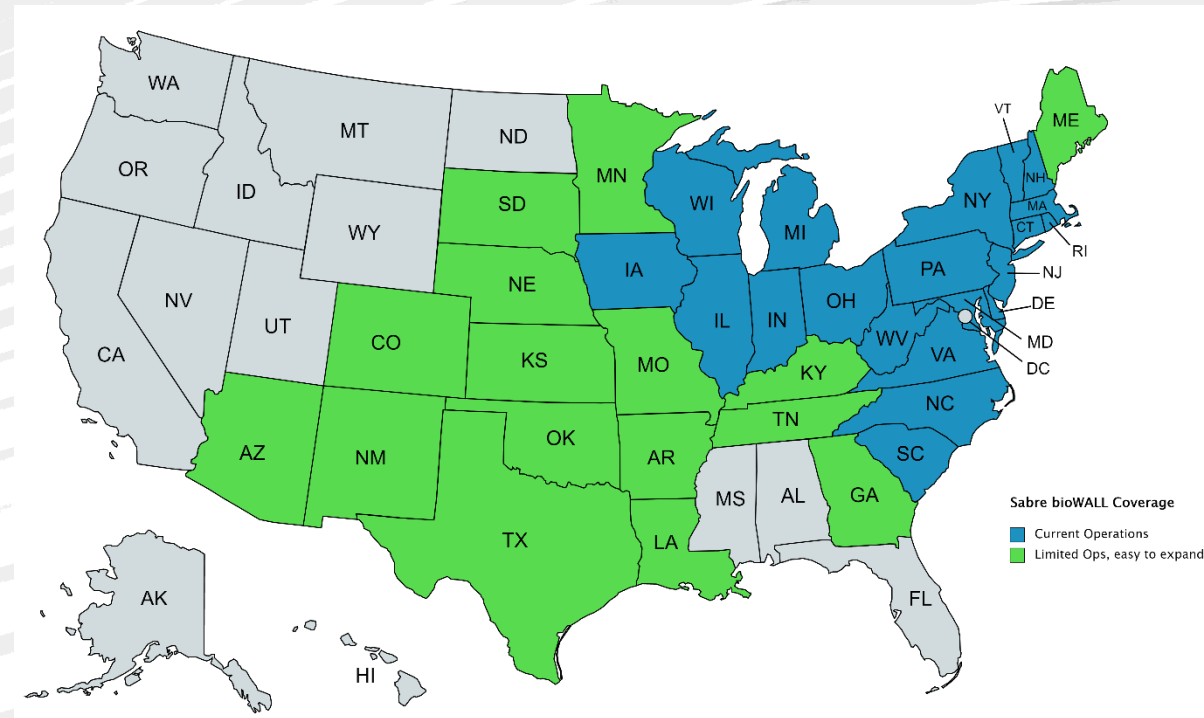 WA
MT
ND
MN
VT
ME
OR
ID
SD
WI
NY
NH
MA
WY
MI
CT
RI
IA
PA
NJ
NE
NV
OH
DE
UT
IL
IN
CO
WV
MD
CA
KS
MO
VA
DC
KY
NC
TN
OK
AZ
NM
AR
SC
MS
AL
GA
Sabre bioWALL Coverage
Current Operations
Limited Ops, easy to expand
TX
LA
AK
FL
HI